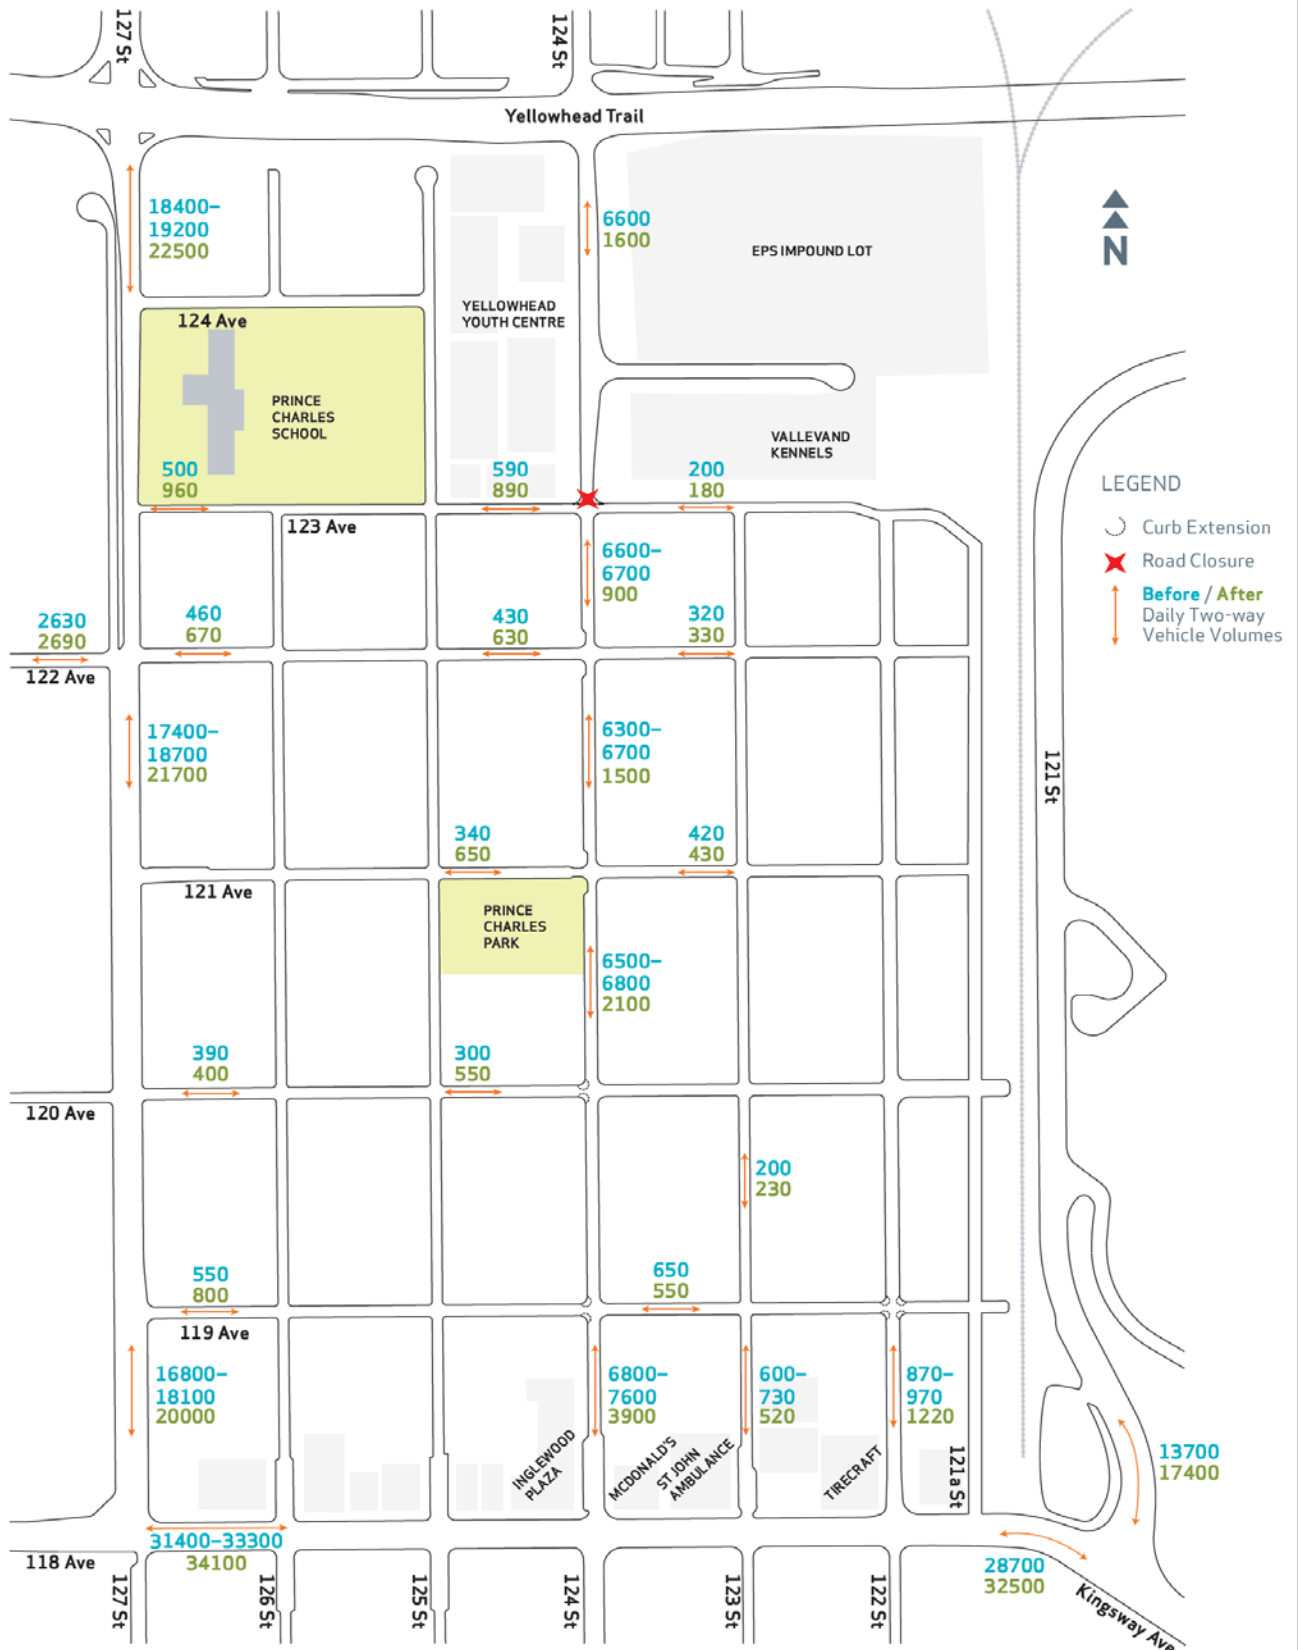 127 St
124 St
Yellowhead Trail
18400–
19200
22500
6600
1600
EPS IMPOUND LOT
N
YELLOWHEAD
YOUTH CENTRE
124 Ave
PRINCE
CHARLES
SCHOOL
VALLEVAND
KENNELS
500
960
590
890
200
180
LEGEND
Curb Extension
Road Closure
Before / After
Daily Two-way
Vehicle Volumes
123 Ave
6600–
6700
900
2630
2690
460
670
430
630
320
330
122 Ave
17400–
18700
21700
6300–
6700
1500
121 St
340
650
420
430
121 Ave
PRINCE
CHARLES
PARK
6500–
6800
2100
390
400
300
550
120 Ave
200
230
550
800
650
550
119 Ave
16800–
18100
20000
6800–
7600
3900
600–
730
520
870–
970
1220
INGLEWOOD
PLAZA
MCDONALD'S
ST JOHN
AMBULANCE
TIRECRAFT
121a St
13700
17400
31400–33300
34100
118 Ave
28700
32500
Kingsway Ave
127 St
126 St
125 St
124 St
123 St
122 St